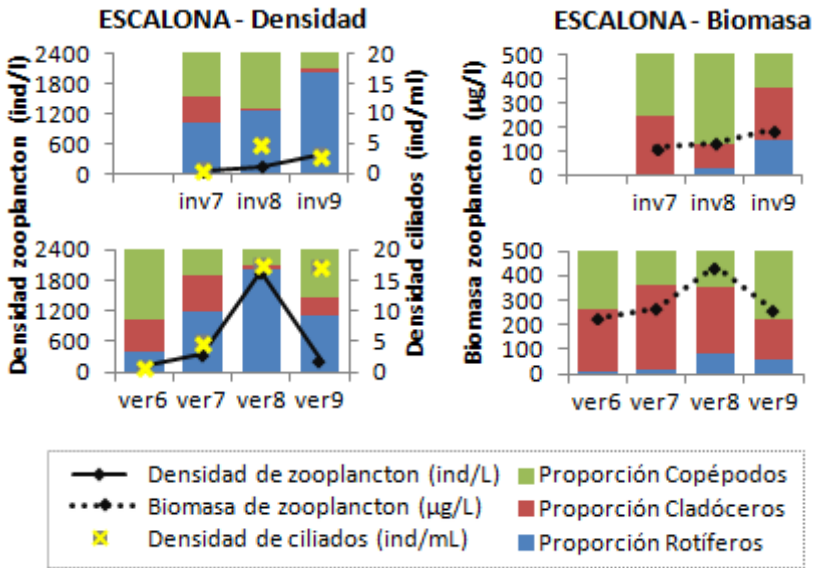 ESCALONA - Densidad
ESCALONA - Biomasa
Densidad zooplancton (ind/l)
2400
1800
1200
600
0
20
15
10
5
0
Densidad ciliados (ind/ml)
inv7 inv8 inv9
2400
1800
1200
600
0
20
15
10
5
0
ver6 ver7 ver8 ver9
Biomasa zooplancton (µg/l)
500
400
300
200
100
0
inv7 inv8 inv9
500
400
300
200
100
0
ver6 ver7 ver8 ver9
Densidad de zooplancton (ind/L)
Biomasa de zooplancton (µg/L)
Densidad de ciliados (ind/mL)
Proporción Copépodos
Proporción Cladóceros
Proporción Rotíferos